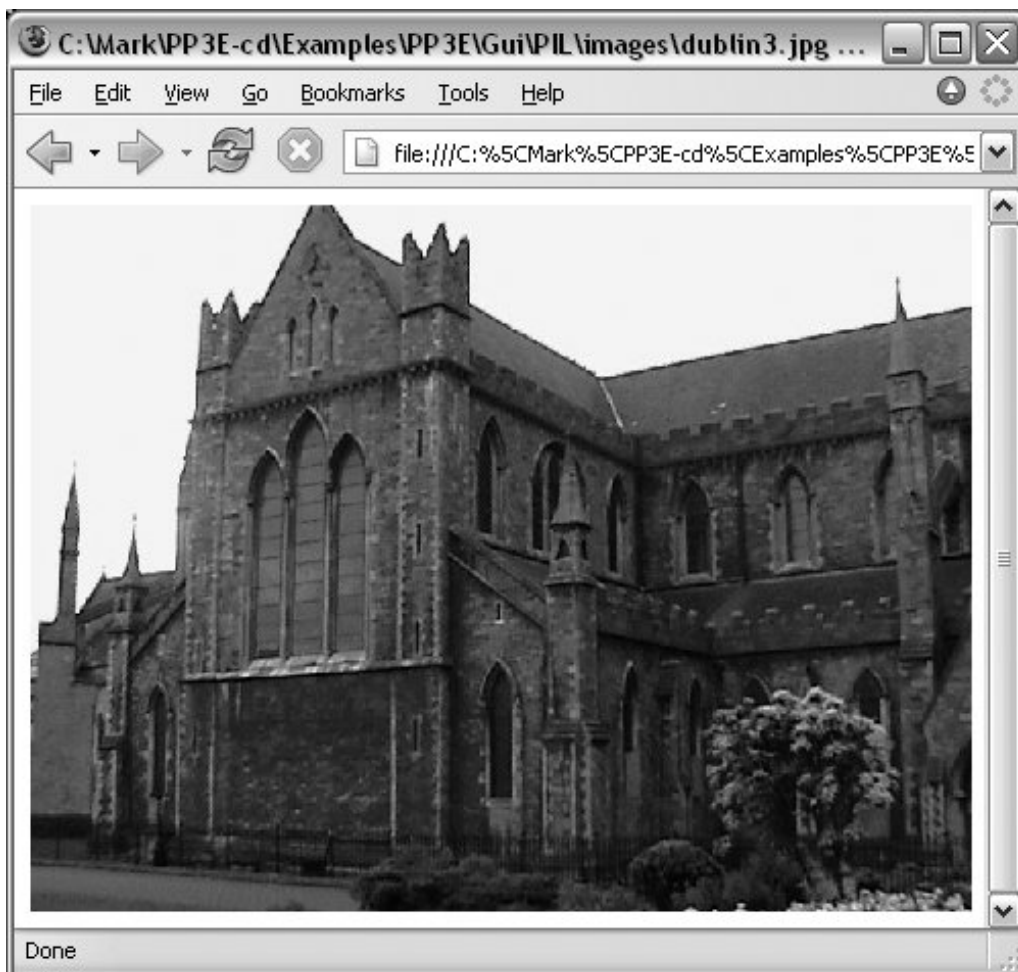 C:\Mark\PP3E-cd\Examples\PP3E\Gui\PIL\images\dublin3.jpg ...
File Edit View Go Bookmarks Tools Help
file:///C:%5CMark%5CPP3E-cd%5CExamples%5CPP3E%5
Done